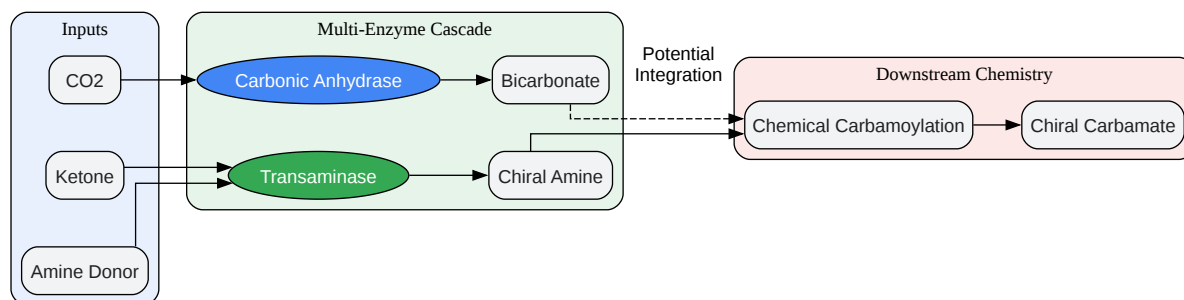 Inputs
CO2
Ketone
Amine Donor
Multi-Enzyme Cascade
Carbonic Anhydrase
Bicarbonate
Transaminase
Chiral Amine
Potential
Integration
Downstream Chemistry
Chemical Carbamoylation
Chiral Carbamate